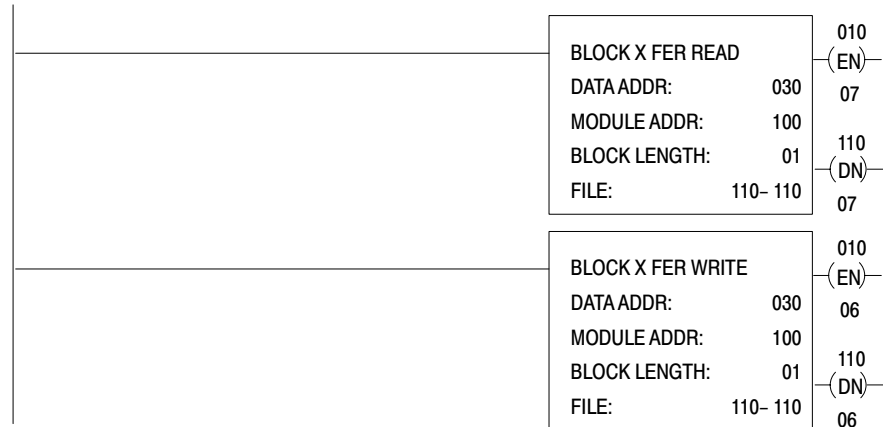 010
BLOCK X FER READ
(EN)
DATA ADDR: 030
07
MODULE ADDR: 100
110
BLOCK LENGTH: 01
(DN)
FILE: 110– 110
07
010
BLOCK X FER WRITE
(EN)
DATA ADDR: 030
06
MODULE ADDR: 100
110
BLOCK LENGTH: 01
(DN)
FILE: 110– 110
06